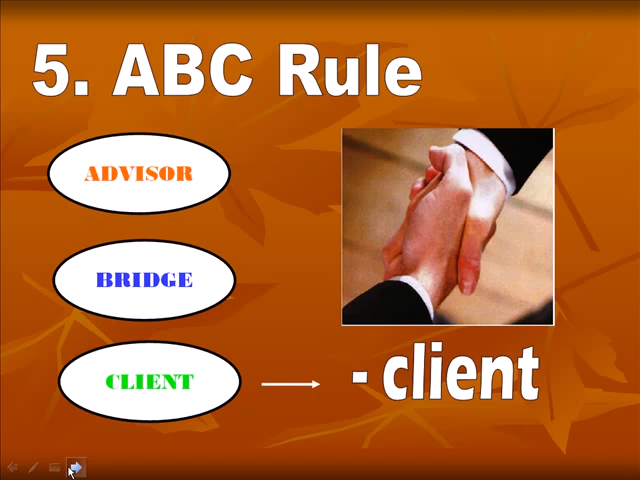 5. ABC Rule
ADVISOR
BRIDGE
CLIENT
- client